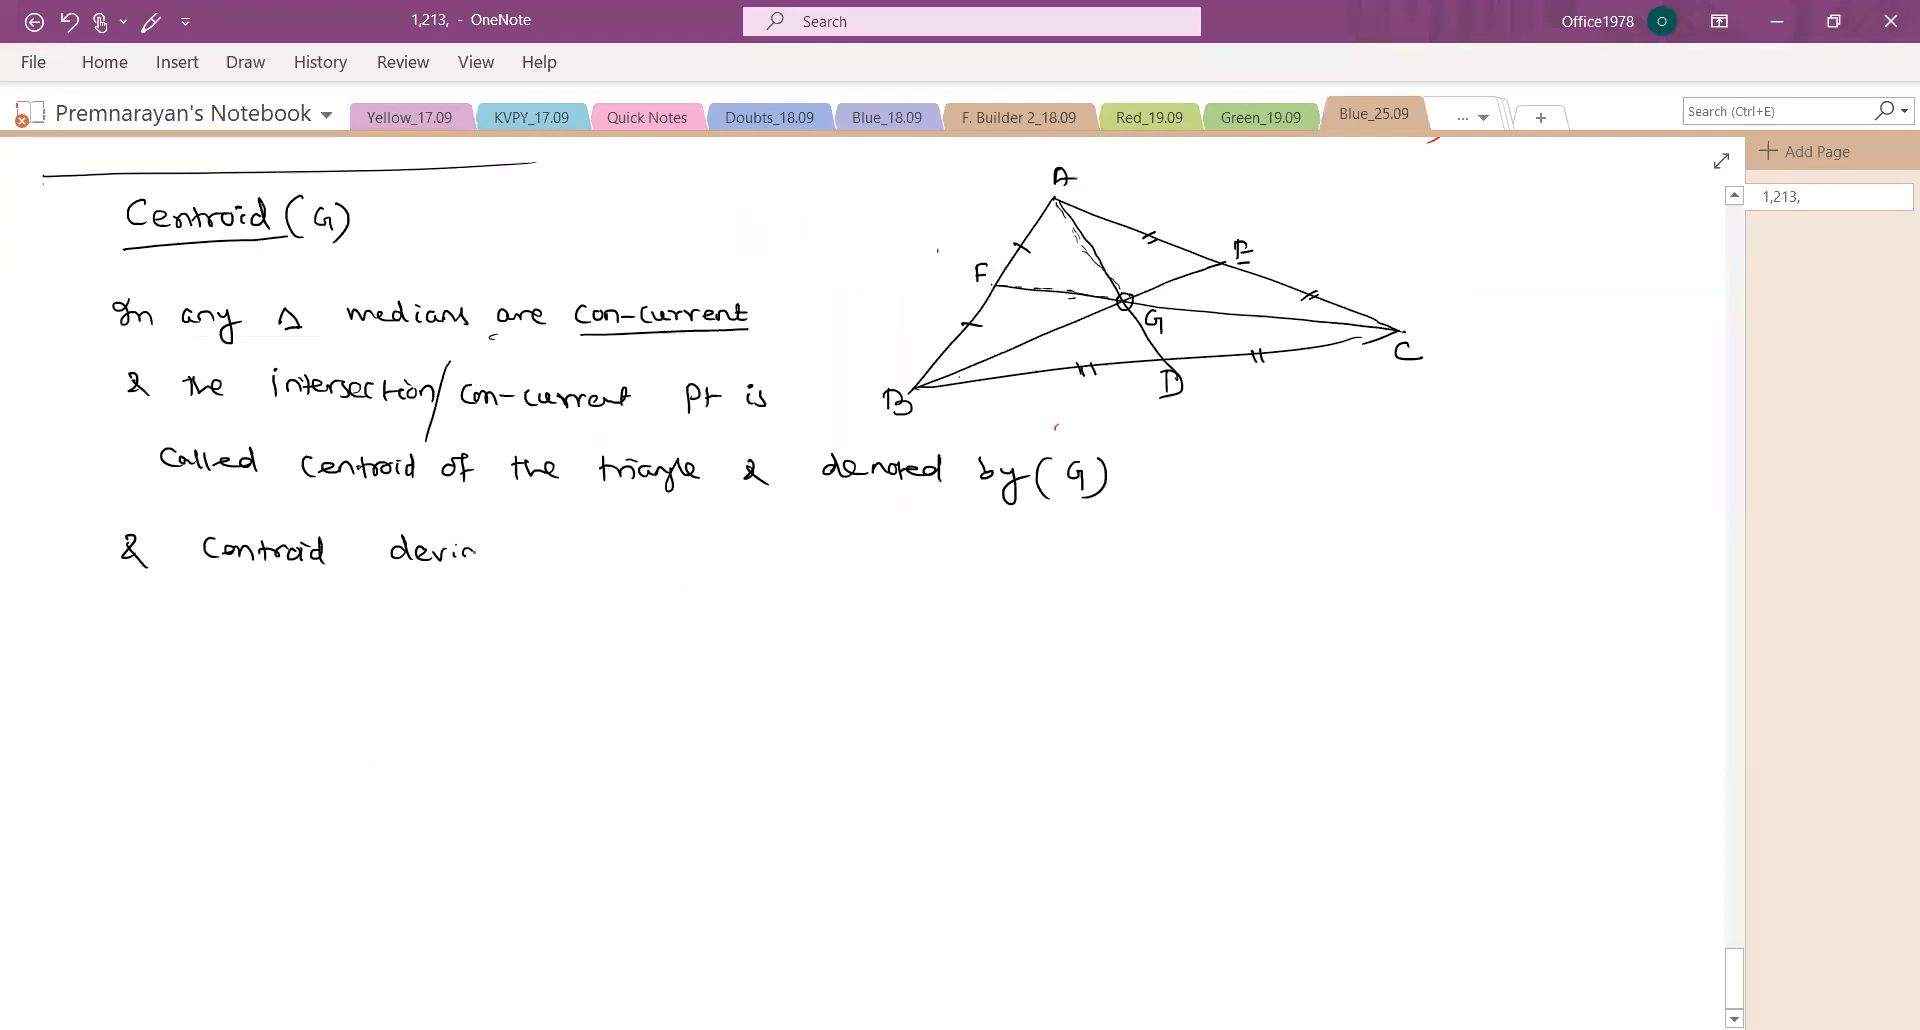 1,213, - OneNote
Search
Office1978
O
File Home Insert Draw History Review View Help
Premnarayan's Notebook
Yellow_17.09 KVPY_17.09 Quick Notes Doubts_18.09 Blue_18.09 F. Builder 2_18.09 Red_19.09 Green_19.09 Blue_25.09 ... +
Search (Ctrl+E)
Add Page
1,213,
Centroid (G)
In any Δ medians are con-current
& the intersection/con-current Pt is
called centroid of the triangle & denoted by (G)
& Centroid
A
E
F
G
C
B
D